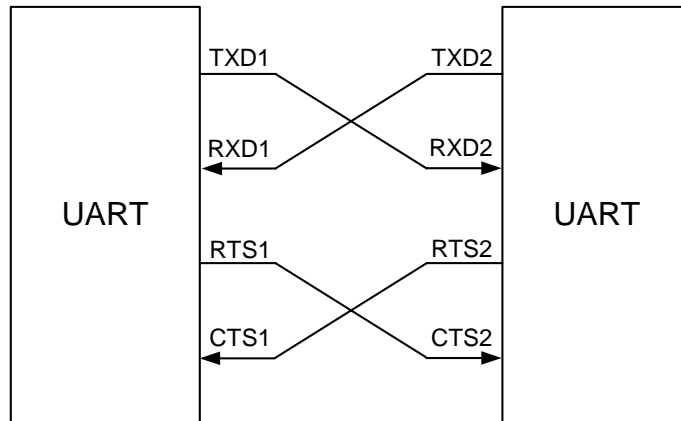 TXD1 TXD2
RXD1 RXD2
UART UART
RTS1 RTS2
CTS1 CTS2